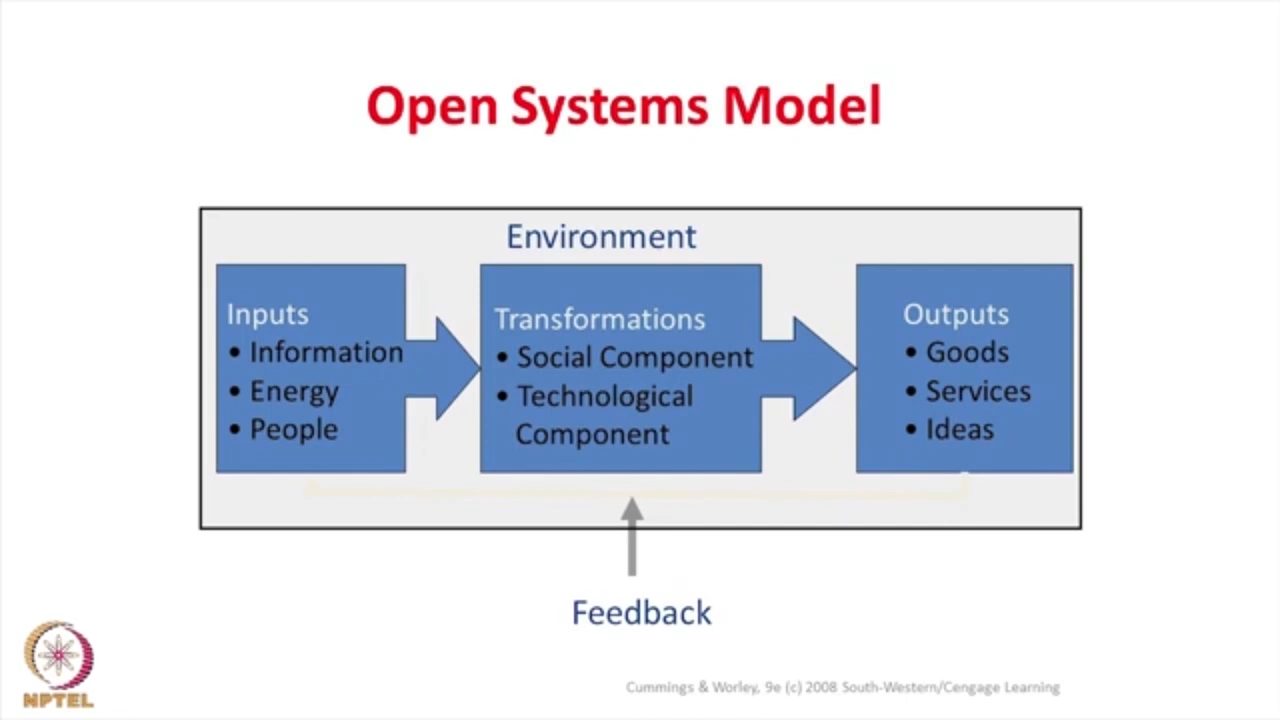 Open Systems Model
Environment
Inputs
• Information
• Energy
• People
Transformations
• Social Component
• Technological
Component
Outputs
• Goods
• Services
• Ideas
Feedback
NPTEL
Cummings & Worley, 9e (c) 2008 South-Western/Cengage Learning